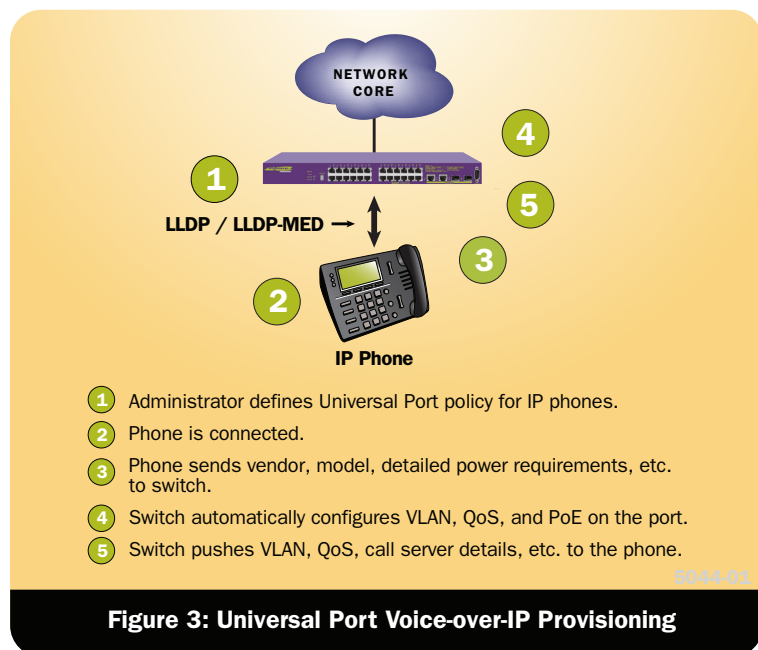 NETWORK
CORE
4
1
5
LLDP / LLDP-MED →
3
2
IP Phone
1 Administrator defines Universal Port policy for IP phones.
2 Phone is connected.
3 Phone sends vendor, model, detailed power requirements, etc.
to switch.
4 Switch automatically configures VLAN, QoS, and PoE on the port.
5 Switch pushes VLAN, QoS, call server details, etc. to the phone.
5044-01
Figure 3: Universal Port Voice-over-IP Provisioning